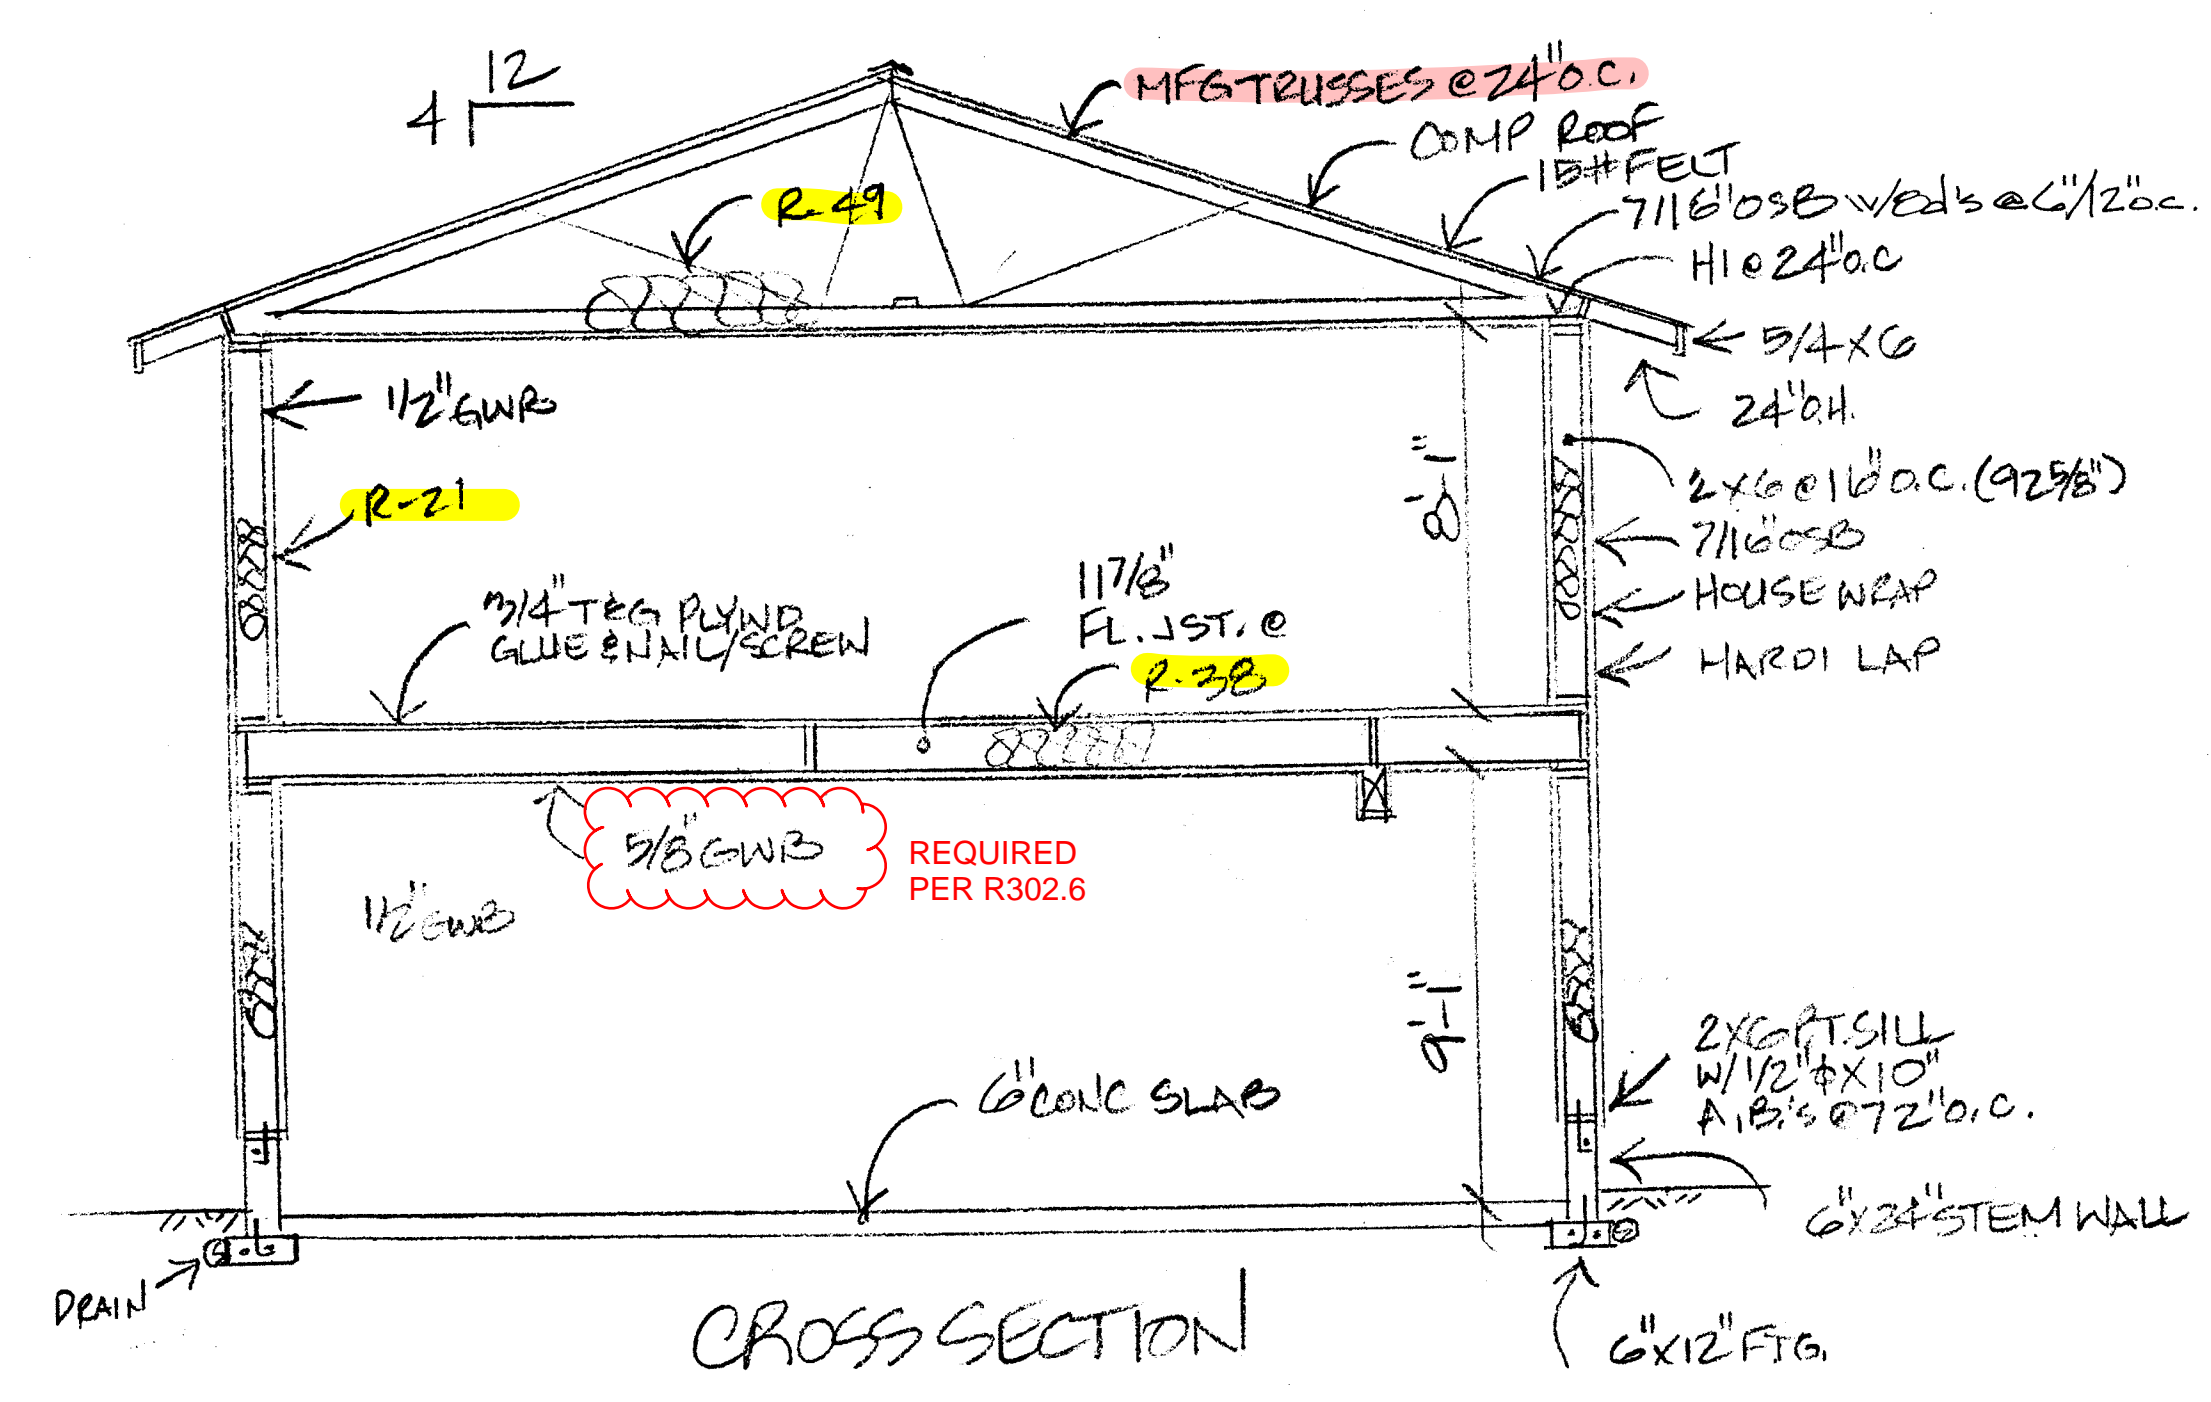 12
4
MFG TRUSSES @ 24" O.C.
COMP ROOF
15# FELT
7/16" OSB W/8d's @ 6"/12" o.c.
H1 @ 24" O.C
R-49
5/4 X 6
24" O.H.
1/2" GWB
R-21
8'-1"
2X6 @ 16" O.C. (92 5/8")
7/16" OSB
HOUSE WRAP
HARDI LAP
3/4" T&G PLYWD
GLUE & NAIL/SCREW
11 7/8"
FL. JST. @
R-38
5/8" GWB
REQUIRED
PER R302.6
1/2" GWB
9'-1"
6" CONC SLAB
2X6 P.T. SILL
W/ 1/2" φ X 10"
A.B.'s @ 72" O.C.
6"X24" STEM WALL
DRAIN
6"X12" FTG.
CROSS SECTION